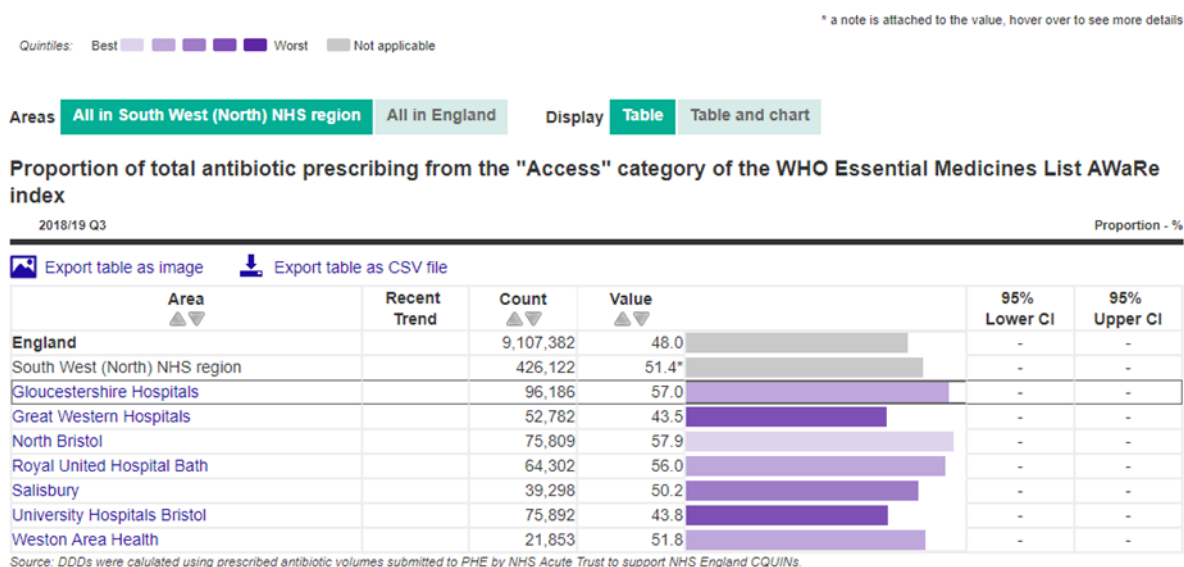 * a note is attached to the value, hover over to see more details
Quintiles: Best Worst Not applicable
Areas All in South West (North) NHS region All in England Display Table Table and chart
Proportion of total antibiotic prescribing from the "Access" category of the WHO Essential Medicines List AWaRe
index
2018/19 Q3 Proportion - %
Export table as image Export table as CSV file
Area Recent Count Value 95% 95%
Trend Lower CI Upper CI
England 9,107,382 48.0 - -
South West (North) NHS region 426,122 51.4* - -
Gloucestershire Hospitals 96,186 57.0 - -
Great Western Hospitals 52,782 43.5 - -
North Bristol 75,809 57.9 - -
Royal United Hospital Bath 64,302 56.0 - -
Salisbury 39,298 50.2 - -
University Hospitals Bristol 75,892 43.8 - -
Weston Area Health 21,853 51.8 - -
Source: DDDs were calulated using prescribed antibiotic volumes submitted to PHE by NHS Acute Trust to support NHS England CQUINs.